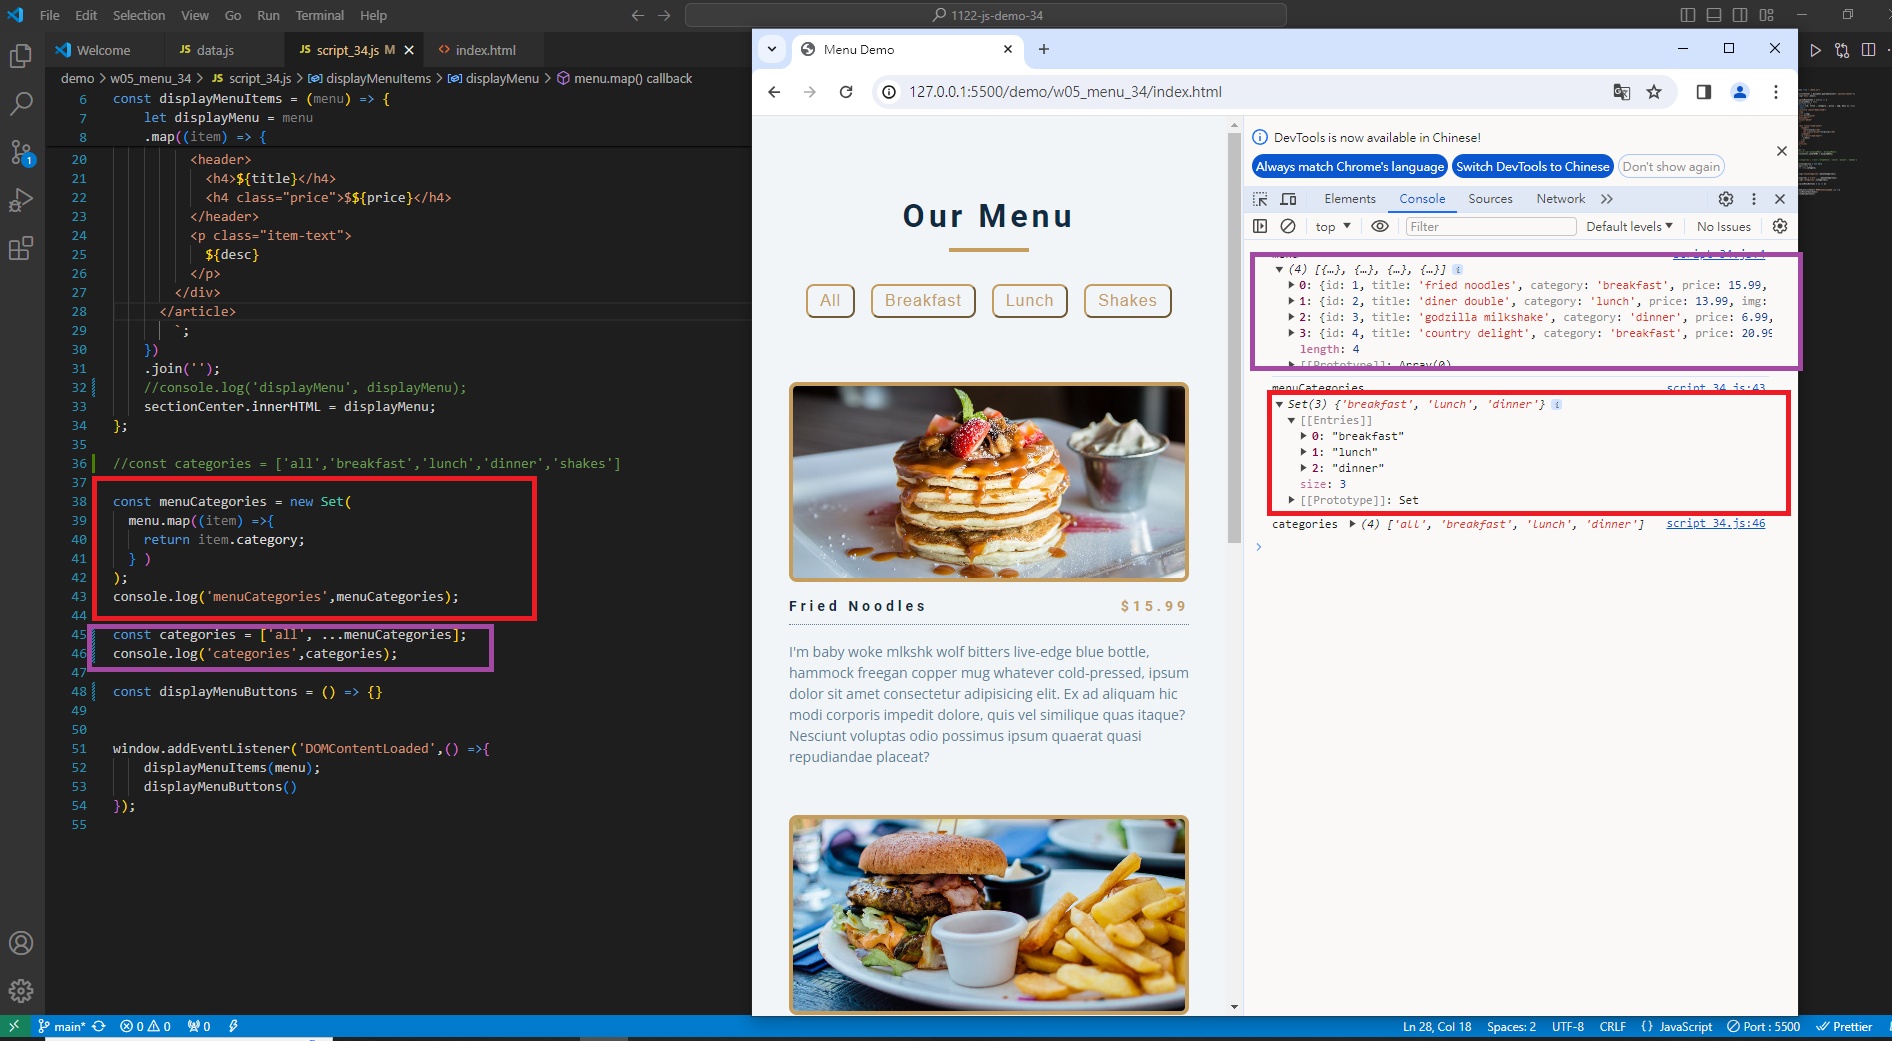 File Edit Selection View Go Run Terminal Help
1122-js-demo-34
Welcome
JS data.js
JS script_34.js M
<> index.html
demo > w05_menu_34 > JS script_34.js > displayMenuItems > displayMenu > menu.map() callback
6 const displayMenuItems = (menu) => {
7 let displayMenu = menu
8 .map((item) => {
20 <header>
21 <h4>${title}</h4>
22 <h4 class="price">$${price}</h4>
23 </header>
24 <p class="item-text">
25 ${desc}
26 </p>
27 </div>
28 </article>
29 `;
30 })
31 .join('');
32 //console.log('displayMenu', displayMenu);
33 sectionCenter.innerHTML = displayMenu;
34 };
35
36 //const categories = ['all','breakfast','lunch','dinner','shakes']
37
38 const menuCategories = new Set(
39 menu.map((item) =>{
40 return item.category;
41 } )
42 );
43 console.log('menuCategories',menuCategories);
44
45 const categories = ['all', ...menuCategories];
46 console.log('categories',categories);
47
48 const displayMenuButtons = () => {}
49
50
51 window.addEventListener('DOMContentLoaded',() =>{
52 displayMenuItems(menu);
53 displayMenuButtons()
54 });
55
1
main* 0 0 0
Menu Demo
127.0.0.1:5500/demo/w05_menu_34/index.html
Our Menu
All Breakfast Lunch Shakes
Fried Noodles $15.99
I'm baby woke mlkshk wolf bitters live-edge blue bottle,
hammock freegan copper mug whatever cold-pressed, ipsum
dolor sit amet consectetur adipisicing elit. Ex ad aliquam hic
modi corporis impedit dolore, quis vel similique quas itaque?
Nesciunt voluptas odio possimus ipsum quaerat quasi
repudiandae placeat?
DevTools is now available in Chinese!
Always match Chrome's language Switch DevTools to Chinese Don't show again
Elements Console Sources Network
top Filter Default levels No Issues
(4) [{…}, {…}, {…}, {…}]
0: {id: 1, title: 'fried noodles', category: 'breakfast', price: 15.99,
1: {id: 2, title: 'diner double', category: 'lunch', price: 13.99, img:
2: {id: 3, title: 'godzilla milkshake', category: 'dinner', price: 6.99,
3: {id: 4, title: 'country delight', category: 'breakfast', price: 20.99
length: 4
[[Prototype]]: Array(0)
menuCategories script_34.js:43
Set(3) {'breakfast', 'lunch', 'dinner'}
[[Entries]]
0: "breakfast"
1: "lunch"
2: "dinner"
size: 3
[[Prototype]]: Set
categories (4) ['all', 'breakfast', 'lunch', 'dinner'] script_34.js:46
Ln 28, Col 18 Spaces: 2 UTF-8 CRLF {} JavaScript Port : 5500 Prettier